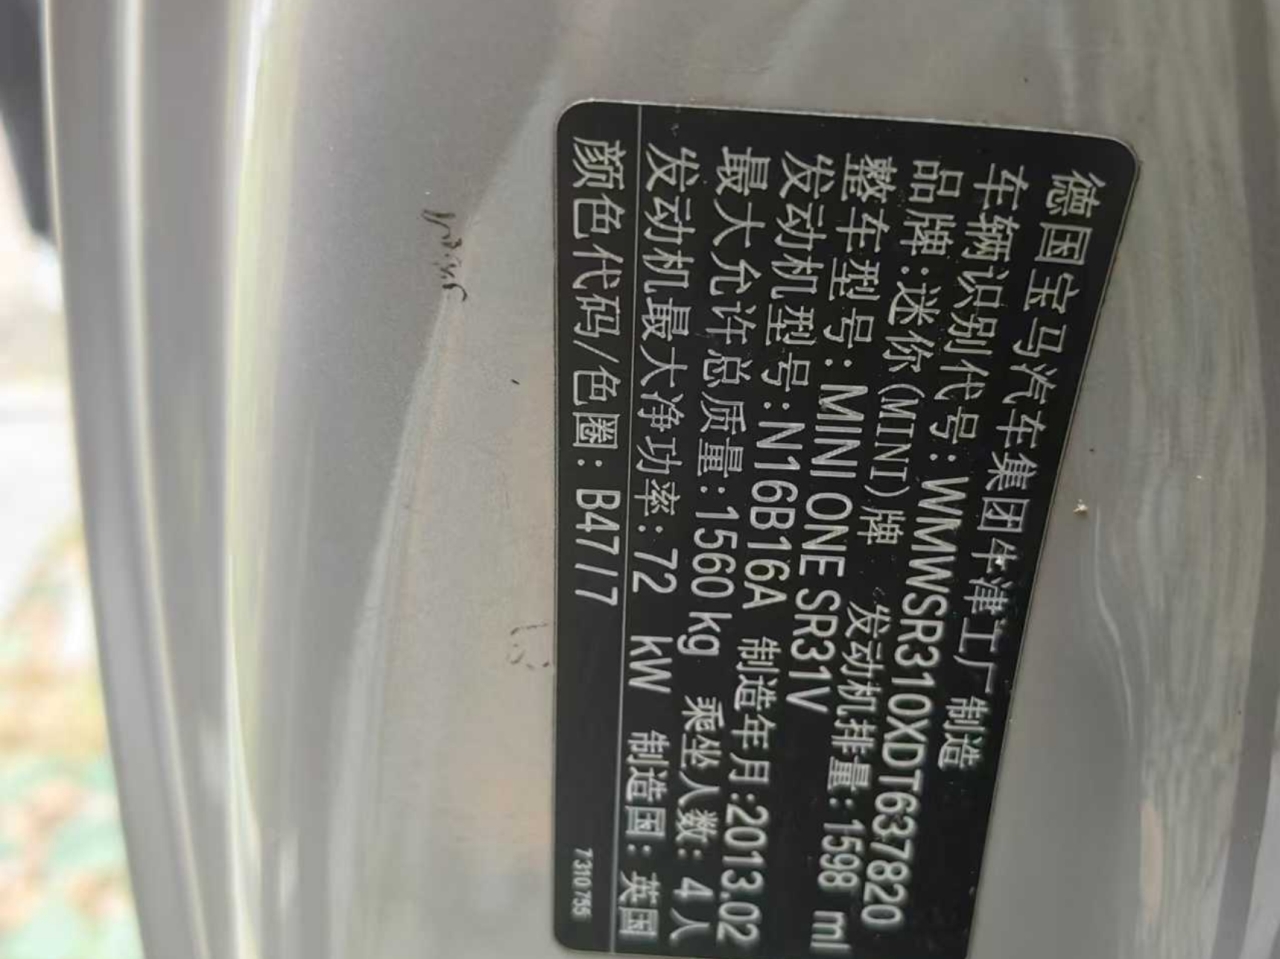 德国宝马汽车集团牛津工厂制造
车辆识别代号: WMWSR310XDT637820
品牌:迷你(MINI)牌 发动机排量: 1598 ml
整车型号: MINI ONE SR31V
发动机型号:N16B16A 制造年月:2013.02
最大允许总质量:1560 kg 乘坐人数: 4人
发动机最大净功率:72 kW 制造国: 英国
颜色代码/色圈: B47//7
7310755